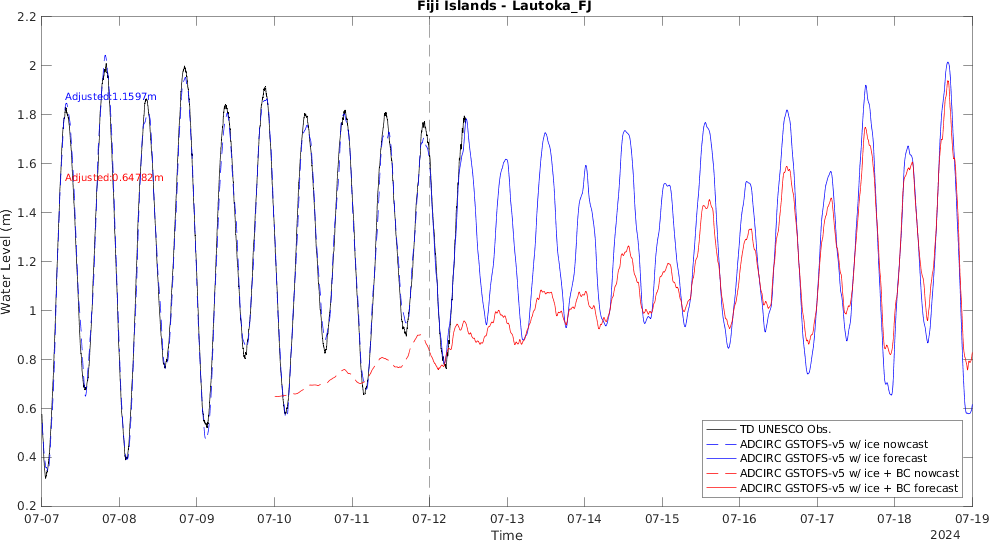 Fiji Islands - Lautoka_FJ
2.2
2
1.8
1.6
1.4
1.2
1
0.8
0.6
0.4
0.2
Water Level (m)
Adjusted:1.1597m
Adjusted:0.64782m
TD UNESCO Obs.
ADCIRC GSTOFS-v5 w/ ice nowcast
ADCIRC GSTOFS-v5 w/ ice forecast
ADCIRC GSTOFS-v5 w/ ice + BC nowcast
ADCIRC GSTOFS-v5 w/ ice + BC forecast
07-07 07-08 07-09 07-10 07-11 07-12 07-13 07-14 07-15 07-16 07-17 07-18 07-19
Time
2024